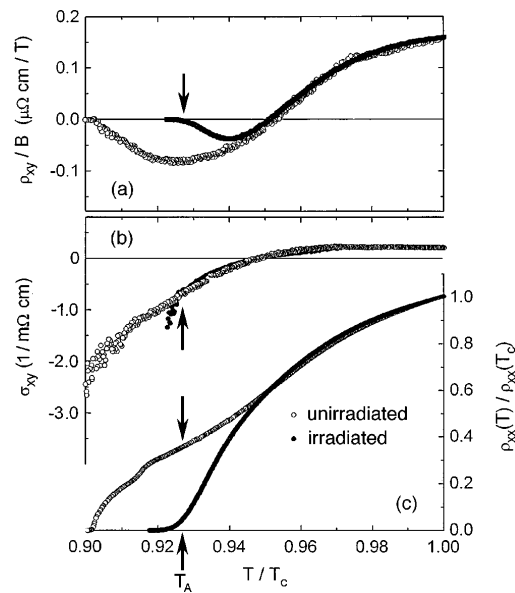 0.2
0.1
0.0
-0.1
ρxy / B (μΩ cm / T)
(a)
(b)
0
-1.0
-2.0
-3.0
σxy (1/ mΩ cm)
1.0
0.8
0.6
0.4
0.2
0.0
ρxx(T) / ρxx(Tc)
unirradiated
irradiated
(c)
0.90 0.92 0.94 0.96 0.98 1.00
TA
T / Tc